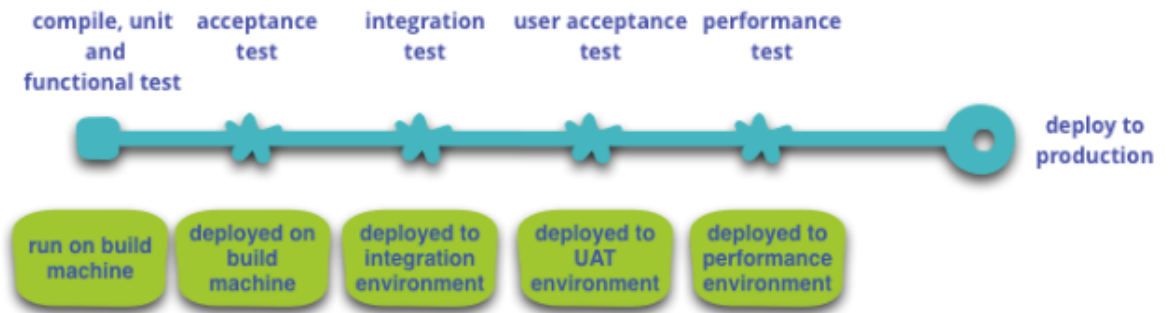 compile, unit
and
functional test
acceptance
test
integration
test
user acceptance
test
performance
test
deploy to
production
run on build
machine
deployed on
build
machine
deployed to
integration
environment
deployed to
UAT
environment
deployed to
performance
environment